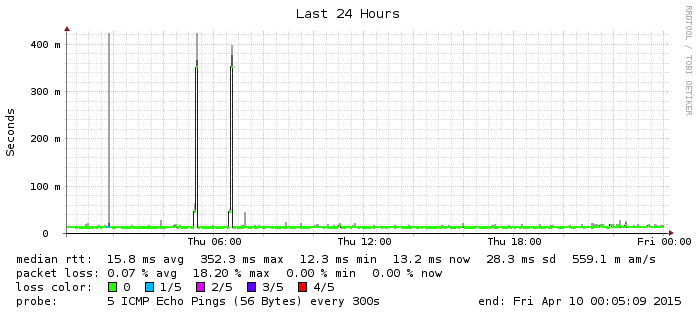 Last 24 Hours
RRDTOOL / TOBI OETIKER
Seconds
400 m
300 m
200 m
100 m
0
Thu 06:00 Thu 12:00 Thu 18:00 Fri 00:00
median rtt: 15.8 ms avg 352.3 ms max 12.3 ms min 13.2 ms now 28.3 ms sd 559.1 m am/s
packet loss: 0.07 % avg 18.20 % max 0.00 % min 0.00 % now
loss color: 0 1/5 2/5 3/5 4/5
probe: 5 ICMP Echo Pings (56 Bytes) every 300s end: Fri Apr 10 00:05:09 2015